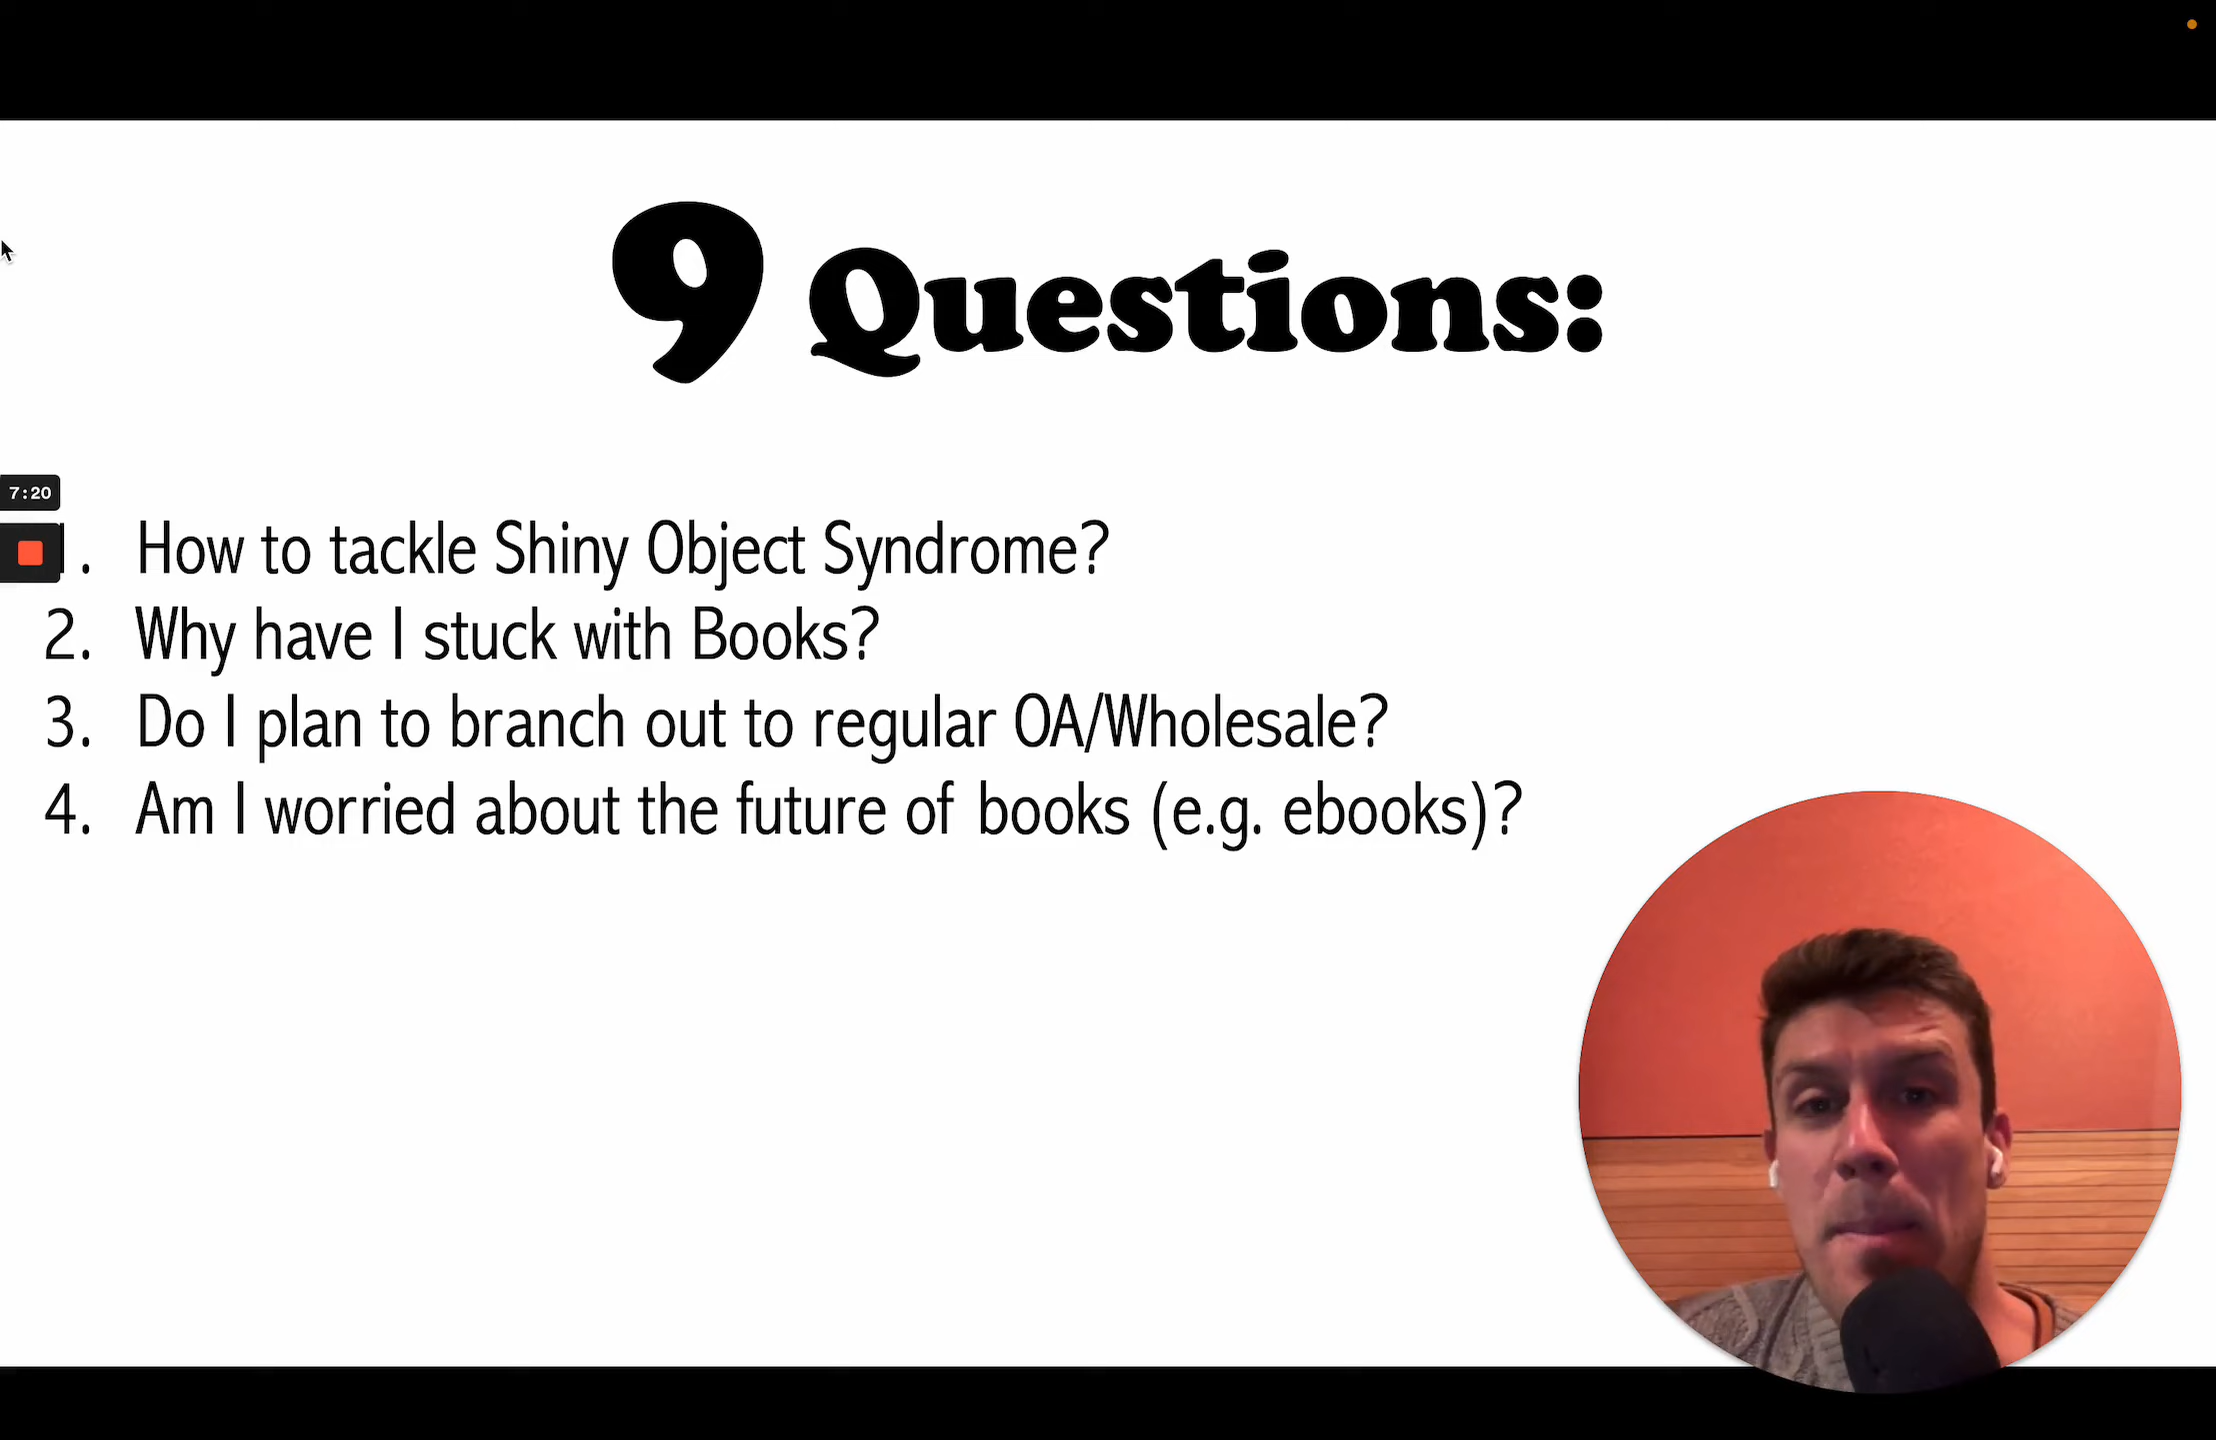 9 Questions:
7:20
1. How to tackle Shiny Object Syndrome?
2. Why have I stuck with Books?
3. Do I plan to branch out to regular OA/Wholesale?
4. Am I worried about the future of books (e.g. ebooks)?